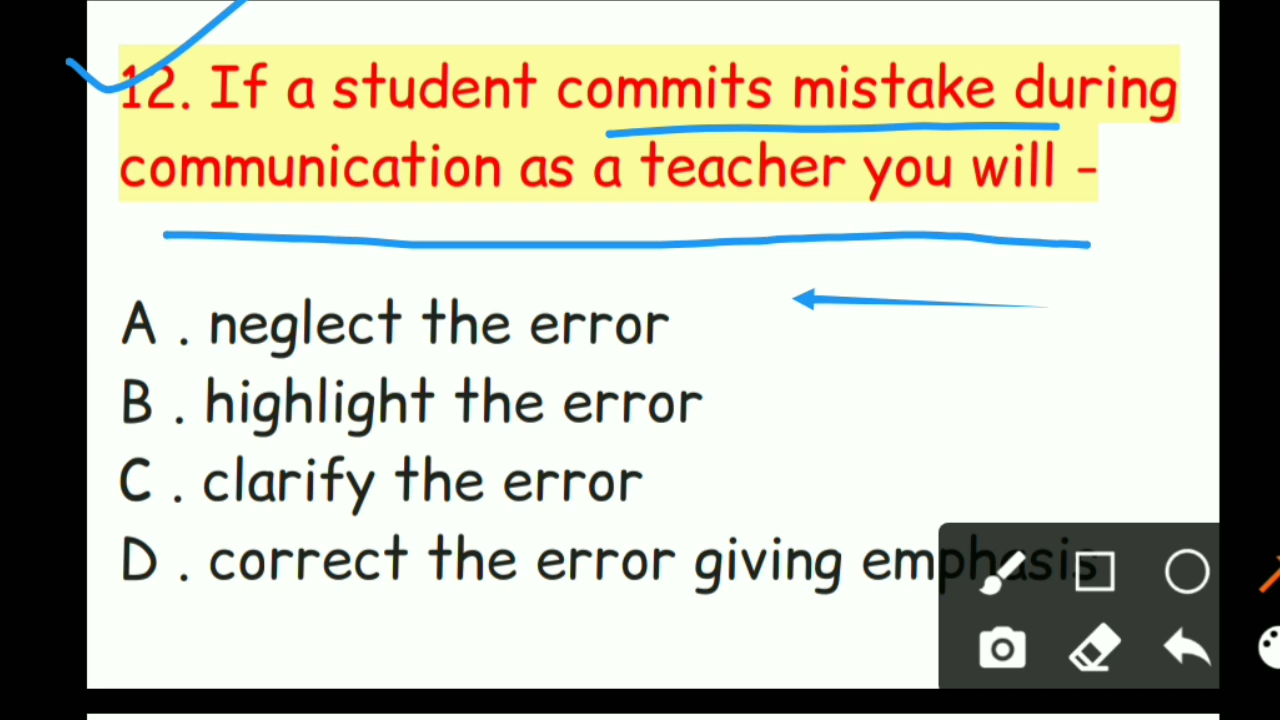 12. If a student commits mistake during
communication as a teacher you will -
A . neglect the error
B . highlight the error
C . clarify the error
D . correct the error giving emphasis